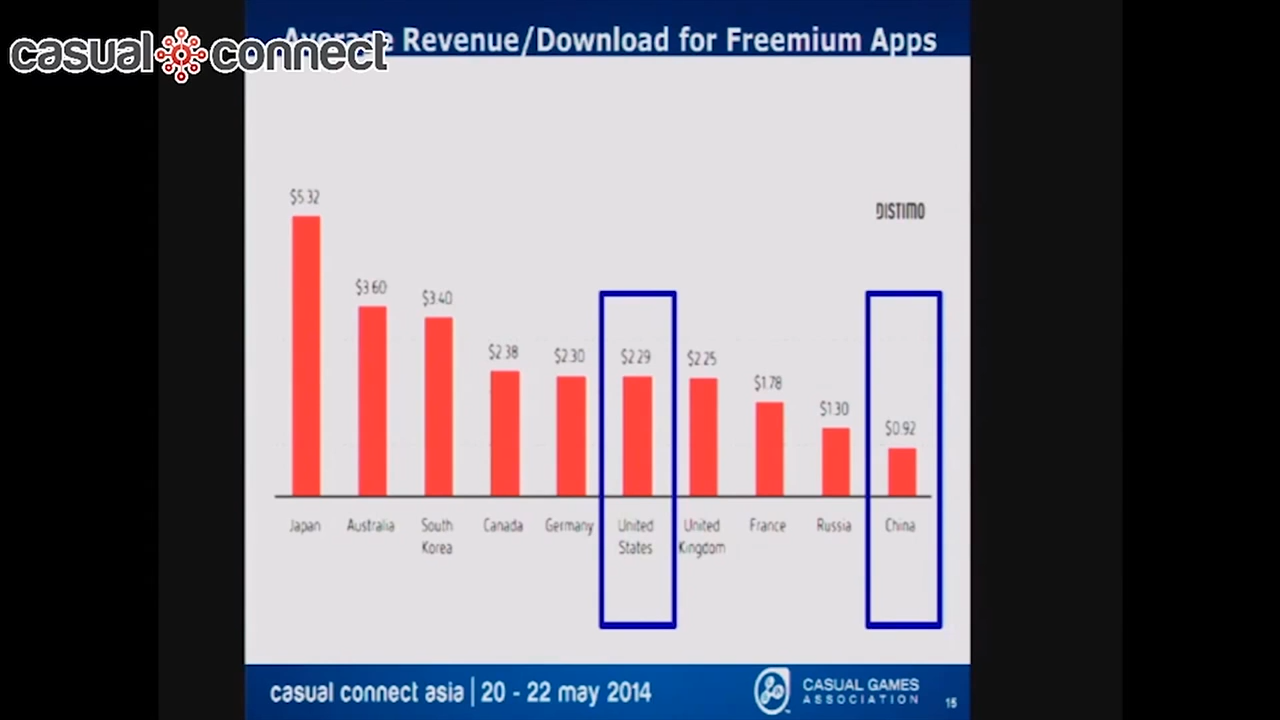 casual connect
Average Revenue/Download for Freemium Apps
DISTIMO
$5.32
$3.60
$3.40
$2.38
$2.30
$2.29
$2.25
$1.78
$1.30
$0.92
Japan
Australia
South
Korea
Canada
Germany
United
States
United
Kingdom
France
Russia
China
casual connect asia | 20 - 22 may 2014
CASUAL GAMES
ASSOCIATION
15